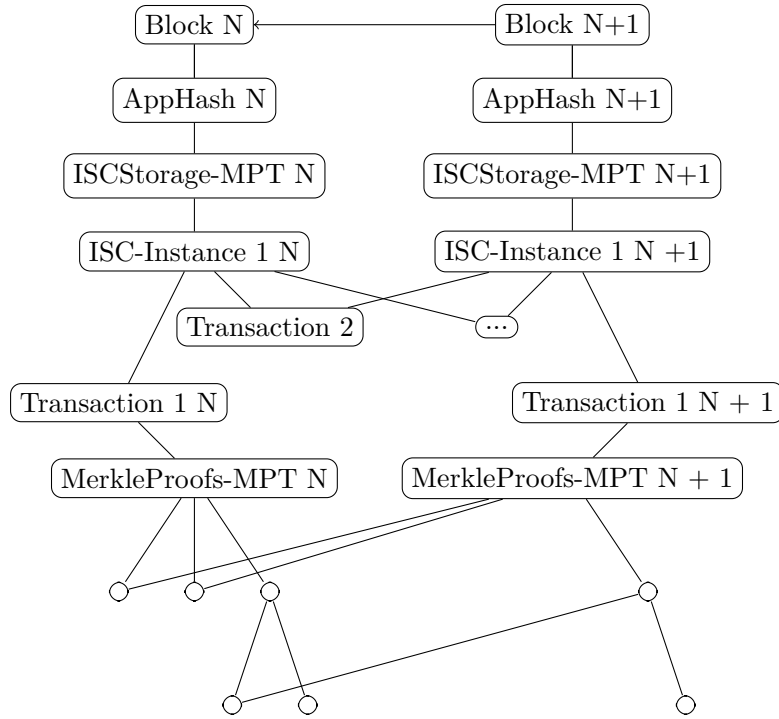 Block N
Block N+1
AppHash N
AppHash N+1
ISCStorage-MPT N
ISCStorage-MPT N+1
ISC-Instance 1 N
ISC-Instance 1 N +1
Transaction 2
...
Transaction 1 N
Transaction 1 N + 1
MerkleProofs-MPT N
MerkleProofs-MPT N + 1